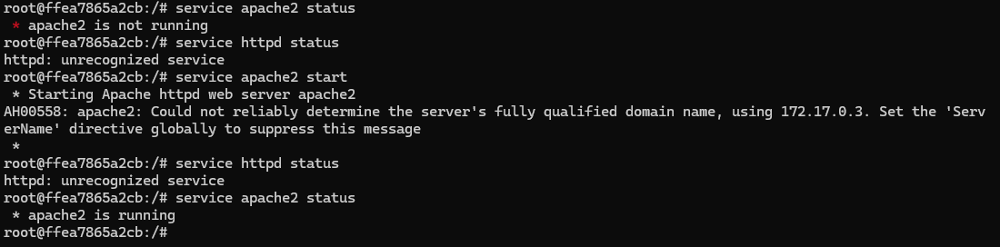 root@ffea7865a2cb:/# service apache2 status
 * apache2 is not running
root@ffea7865a2cb:/# service httpd status
httpd: unrecognized service
root@ffea7865a2cb:/# service apache2 start
 * Starting Apache httpd web server apache2
AH00558: apache2: Could not reliably determine the server's fully qualified domain name, using 172.17.0.3. Set the 'Serv
erName' directive globally to suppress this message
 *
root@ffea7865a2cb:/# service httpd status
httpd: unrecognized service
root@ffea7865a2cb:/# service apache2 status
 * apache2 is running
root@ffea7865a2cb:/#